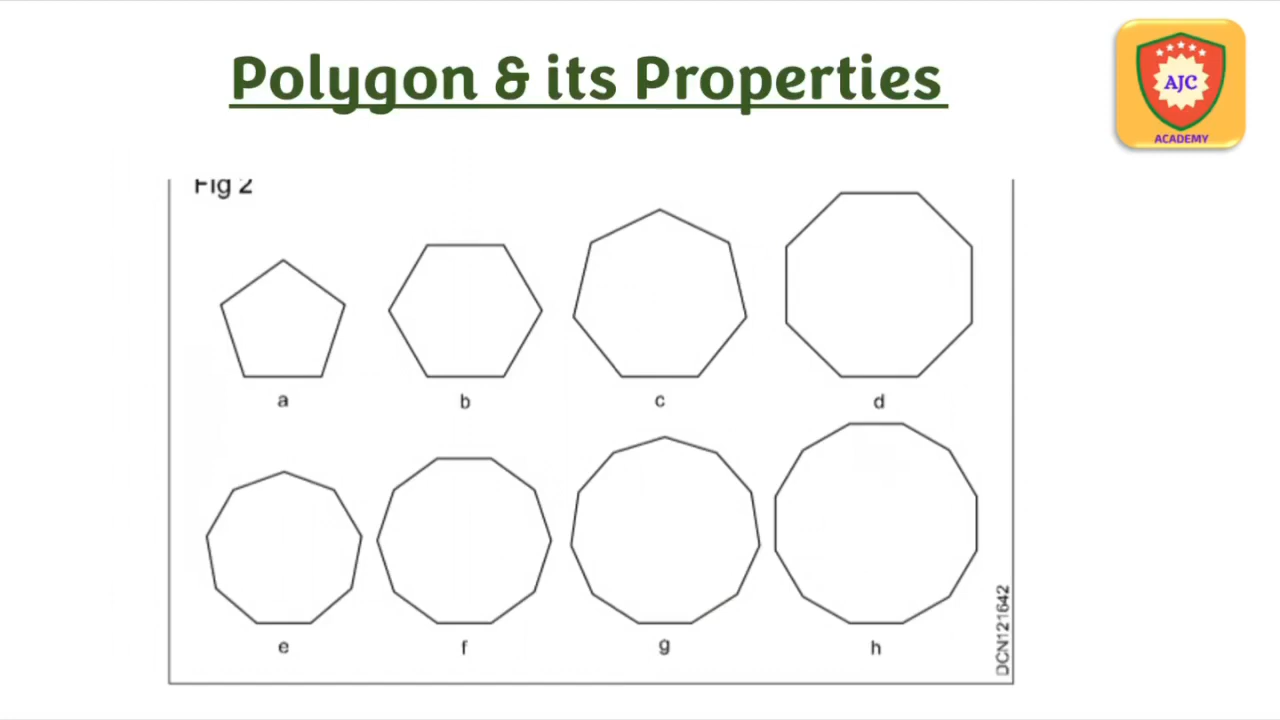 Polygon & its Properties
AJC
ACADEMY
Fig 2
a
b
c
d
e
f
g
h
DCN121642